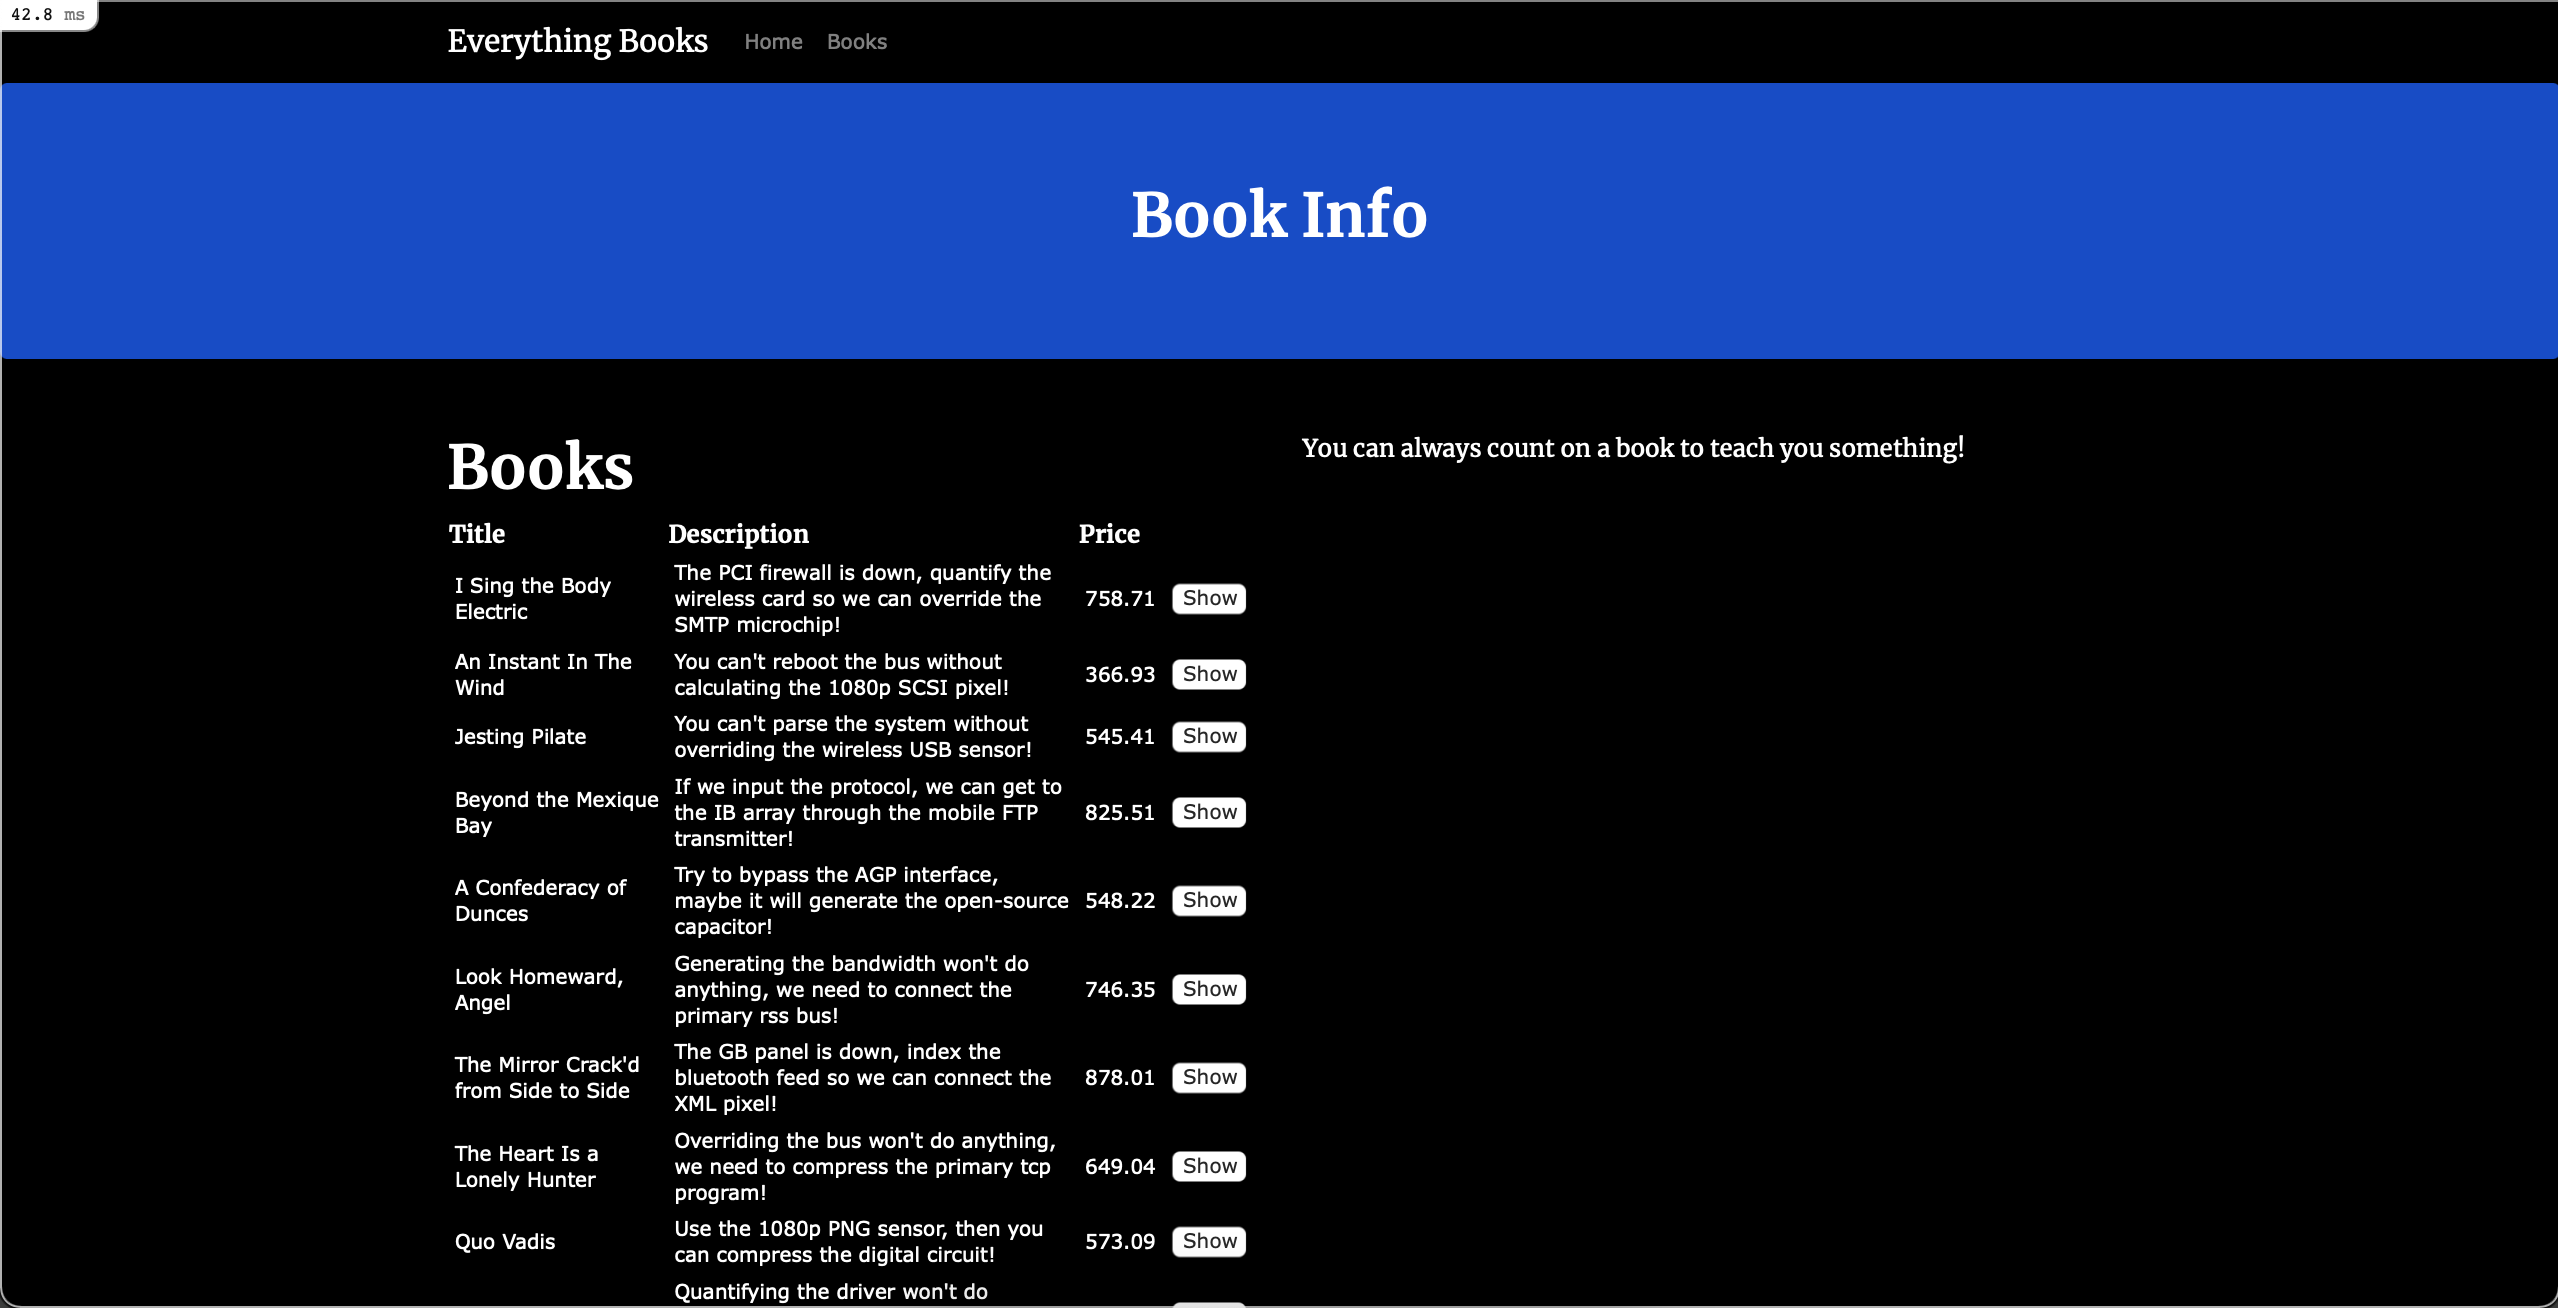 42.8 ms
Everything Books Home Books
Book Info
Books
You can always count on a book to teach you something!
Title Description Price
I Sing the Body
Electric
The PCI firewall is down, quantify the
wireless card so we can override the
SMTP microchip!
758.71 Show
An Instant In The
Wind
You can't reboot the bus without
calculating the 1080p SCSI pixel!
366.93 Show
Jesting Pilate
You can't parse the system without
overriding the wireless USB sensor!
545.41 Show
Beyond the Mexique
Bay
If we input the protocol, we can get to
the IB array through the mobile FTP
transmitter!
825.51 Show
A Confederacy of
Dunces
Try to bypass the AGP interface,
maybe it will generate the open-source
capacitor!
548.22 Show
Look Homeward,
Angel
Generating the bandwidth won't do
anything, we need to connect the
primary rss bus!
746.35 Show
The Mirror Crack'd
from Side to Side
The GB panel is down, index the
bluetooth feed so we can connect the
XML pixel!
878.01 Show
The Heart Is a
Lonely Hunter
Overriding the bus won't do anything,
we need to compress the primary tcp
program!
649.04 Show
Quo Vadis
Use the 1080p PNG sensor, then you
can compress the digital circuit!
573.09 Show
Quantifying the driver won't do